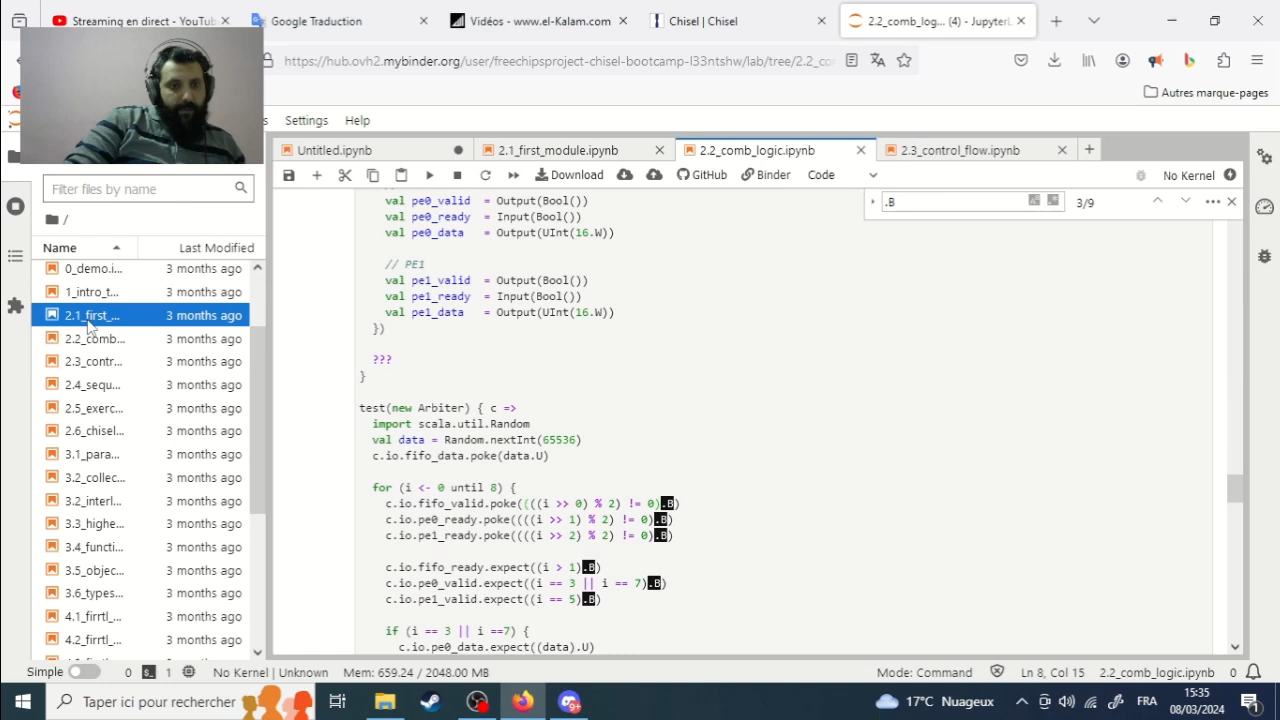 Streaming en direct - YouTub
Google Traduction
Vidéos - www.el-Kalam.com
Chisel | Chisel
2.2_comb_log... (4) - JupyterL
https://hub.ovh2.mybinder.org/user/freechipsproject-chisel-bootcamp-l33ntshw/lab/tree/2.2_co
Autres marque-pages
s Settings Help
Untitled.ipynb
2.1_first_module.ipynb
2.2_comb_logic.ipynb
2.3_control_flow.ipynb
Download
GitHub
Binder
Code
No Kernel
Filter files by name
.B
3/9
/
Name
Last Modified
0_demo.i... 3 months ago
1_intro_t... 3 months ago
2.1_first_... 3 months ago
2.2_comb... 3 months ago
2.3_contr... 3 months ago
2.4_sequ... 3 months ago
2.5_exerc... 3 months ago
2.6_chisel... 3 months ago
3.1_para... 3 months ago
3.2_collec... 3 months ago
3.2_interl... 3 months ago
3.3_highe... 3 months ago
3.4_functi... 3 months ago
3.5_objec... 3 months ago
3.6_types... 3 months ago
4.1_firrtl_... 3 months ago
4.2_firrtl_... 3 months ago
val pe0_valid = Output(Bool())
val pe0_ready = Input(Bool())
val pe0_data = Output(UInt(16.W))
// PE1
val pe1_valid = Output(Bool())
val pe1_ready = Input(Bool())
val pe1_data = Output(UInt(16.W))
})
???
}
test(new Arbiter) { c =>
import scala.util.Random
val data = Random.nextInt(65536)
c.io.fifo_data.poke(data.U)
for (i <- 0 until 8) {
c.io.fifo_valid.poke((((i >> 0) % 2) != 0).B)
c.io.pe0_ready.poke((((i >> 1) % 2) != 0).B)
c.io.pe1_ready.poke((((i >> 2) % 2) != 0).B)
c.io.fifo_ready.expect((i > 1).B)
c.io.pe0_valid.expect((i == 3 || i == 7).B)
c.io.pe1_valid.expect((i == 5).B)
if (i == 3 || i ==7) {
c.io.pe0_data.expect((data).U)
Simple
0
1
No Kernel | Unknown
Mem: 659.24 / 2048.00 MB
Mode: Command
Ln 8, Col 15
2.2_comb_logic.ipynb
0
Taper ici pour rechercher
17°C Nuageux
FRA
15:35
08/03/2024
1